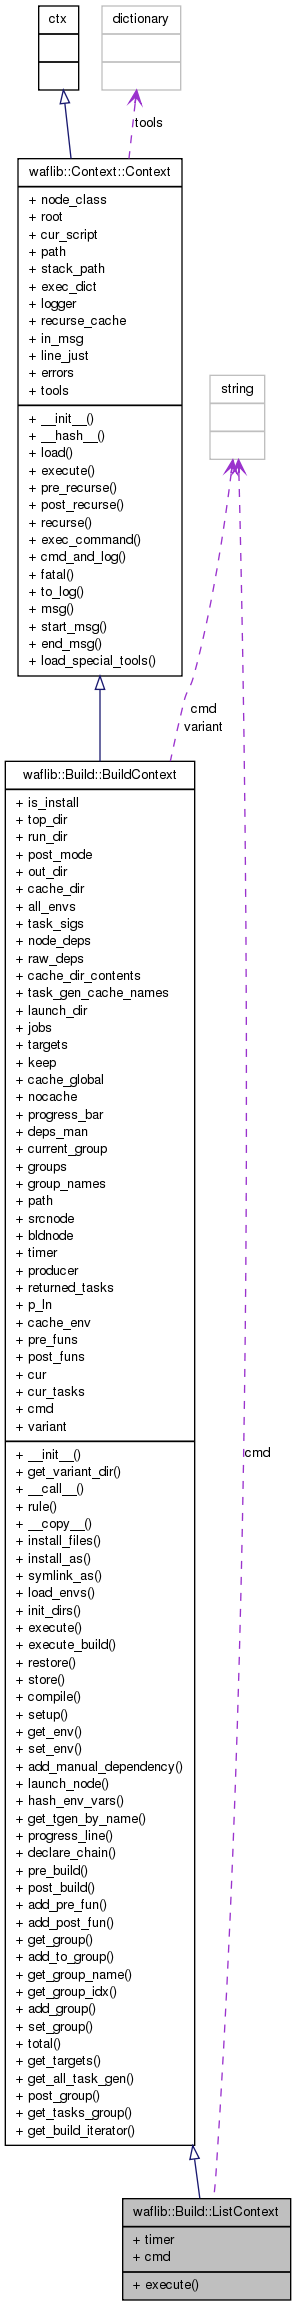 ctx
dictionary
tools
waflib::Context::Context
+ node_class
+ root
+ cur_script
+ path
+ stack_path
+ exec_dict
+ logger
+ recurse_cache
+ in_msg
+ line_just
+ errors
+ tools
+ __init__()
+ __hash__()
+ load()
+ execute()
+ pre_recurse()
+ post_recurse()
+ recurse()
+ exec_command()
+ cmd_and_log()
+ fatal()
+ to_log()
+ msg()
+ start_msg()
+ end_msg()
+ load_special_tools()
string
cmd
variant
waflib::Build::BuildContext
+ is_install
+ top_dir
+ run_dir
+ post_mode
+ out_dir
+ cache_dir
+ all_envs
+ task_sigs
+ node_deps
+ raw_deps
+ cache_dir_contents
+ task_gen_cache_names
+ launch_dir
+ jobs
+ targets
+ keep
+ cache_global
+ nocache
+ progress_bar
+ deps_man
+ current_group
+ groups
+ group_names
+ path
+ srcnode
+ bldnode
+ timer
+ producer
+ returned_tasks
+ p_ln
+ cache_env
+ pre_funs
+ post_funs
+ cur
+ cur_tasks
+ cmd
+ variant
+ __init__()
+ get_variant_dir()
+ __call__()
+ rule()
+ __copy__()
+ install_files()
+ install_as()
+ symlink_as()
+ load_envs()
+ init_dirs()
+ execute()
+ execute_build()
+ restore()
+ store()
+ compile()
+ setup()
+ get_env()
+ set_env()
+ add_manual_dependency()
+ launch_node()
+ hash_env_vars()
+ get_tgen_by_name()
+ progress_line()
+ declare_chain()
+ pre_build()
+ post_build()
+ add_pre_fun()
+ add_post_fun()
+ get_group()
+ add_to_group()
+ get_group_name()
+ get_group_idx()
+ add_group()
+ set_group()
+ total()
+ get_targets()
+ get_all_task_gen()
+ post_group()
+ get_tasks_group()
+ get_build_iterator()
cmd
waflib::Build::ListContext
+ timer
+ cmd
+ execute()